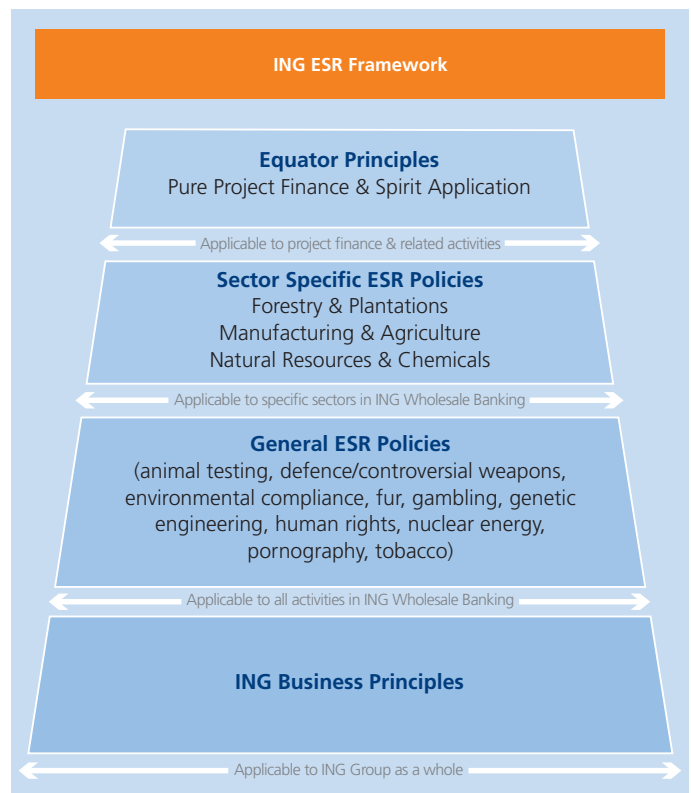 ING ESR Framework
Equator Principles
Pure Project Finance & Spirit Application
Applicable to project finance & related activities
Sector Specific ESR Policies
Forestry & Plantations
Manufacturing & Agriculture
Natural Resources & Chemicals
Applicable to specific sectors in ING Wholesale Banking
General ESR Policies
(animal testing, defence/controversial weapons,
environmental compliance, fur, gambling, genetic
engineering, human rights, nuclear energy,
pornography, tobacco)
Applicable to all activities in ING Wholesale Banking
ING Business Principles
Applicable to ING Group as a whole